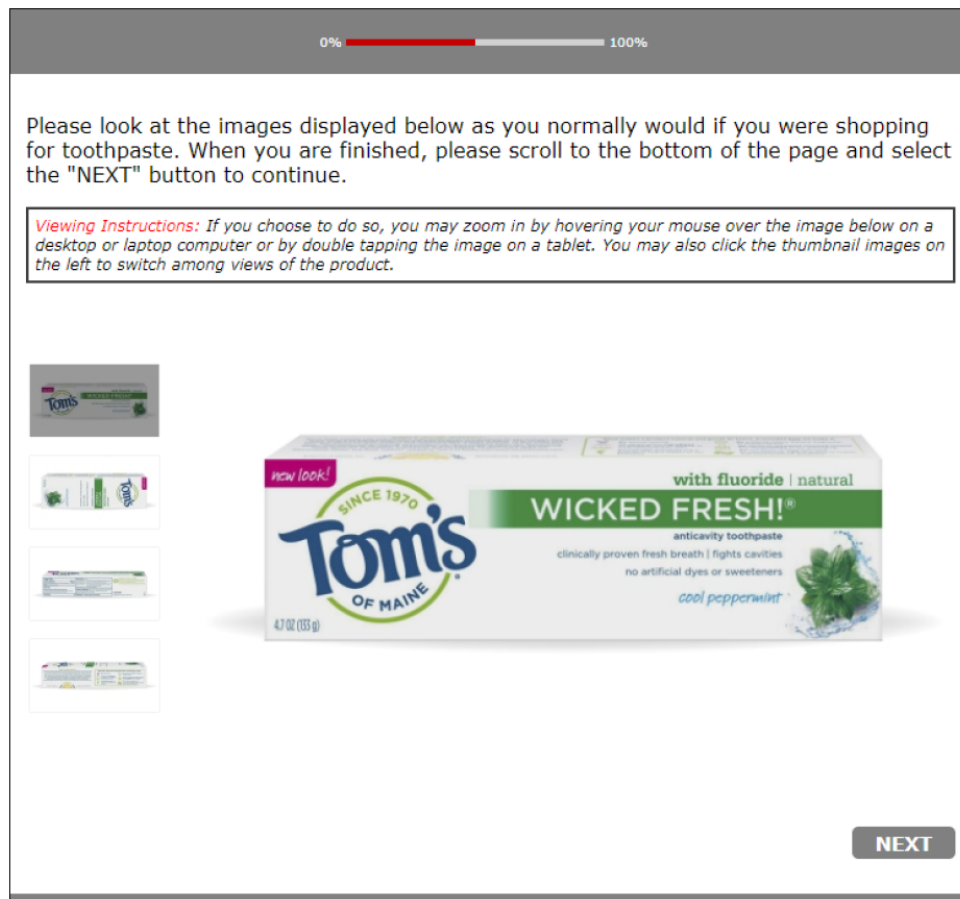 0% 100%
Please look at the images displayed below as you normally would if you were shopping
for toothpaste. When you are finished, please scroll to the bottom of the page and select
the "NEXT" button to continue.
Viewing Instructions: If you choose to do so, you may zoom in by hovering your mouse over the image below on a
desktop or laptop computer or by double tapping the image on a tablet. You may also click the thumbnail images on
the left to switch among views of the product.
new look!
SINCE 1970
Tom's
OF MAINE
4.7 OZ (133 g)
with fluoride | natural
WICKED FRESH!®
anticavity toothpaste
clinically proven fresh breath | fights cavities
no artificial dyes or sweeteners
cool peppermint
Tom's
WICKED FRESH!
Tom's
NEXT